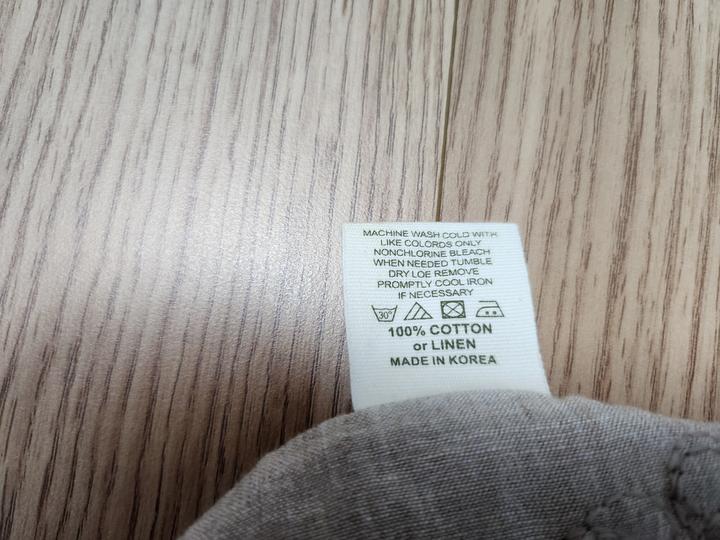 MACHINE WASH COLD WITH
LIKE COLORDS ONLY
NONCHLORINE BLEACH
WHEN NEEDED TUMBLE
DRY LOE REMOVE
PROMPTLY COOL IRON
IF NECESSARY
30°
100% COTTON
or LINEN
MADE IN KOREA